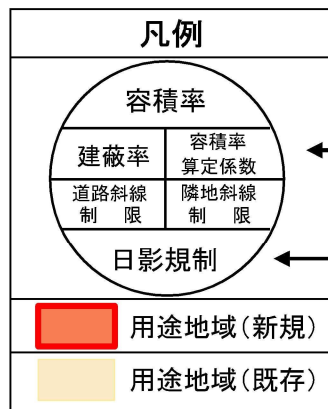 凡例
容積率
建蔽率
容積率
算定係数
道路斜線
制 限
隣地斜線
制 限
日影規制
用途地域(新規)
用途地域(既存)